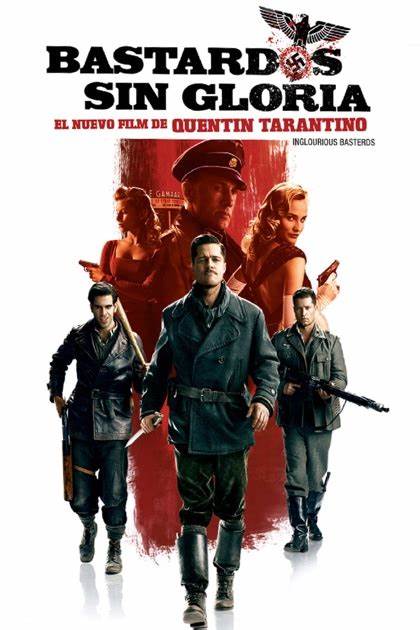 BASTARDOS
SIN GLORIA
EL NUEVO FILM DE QUENTIN TARANTINO
INGLOURIOUS BASTERDS